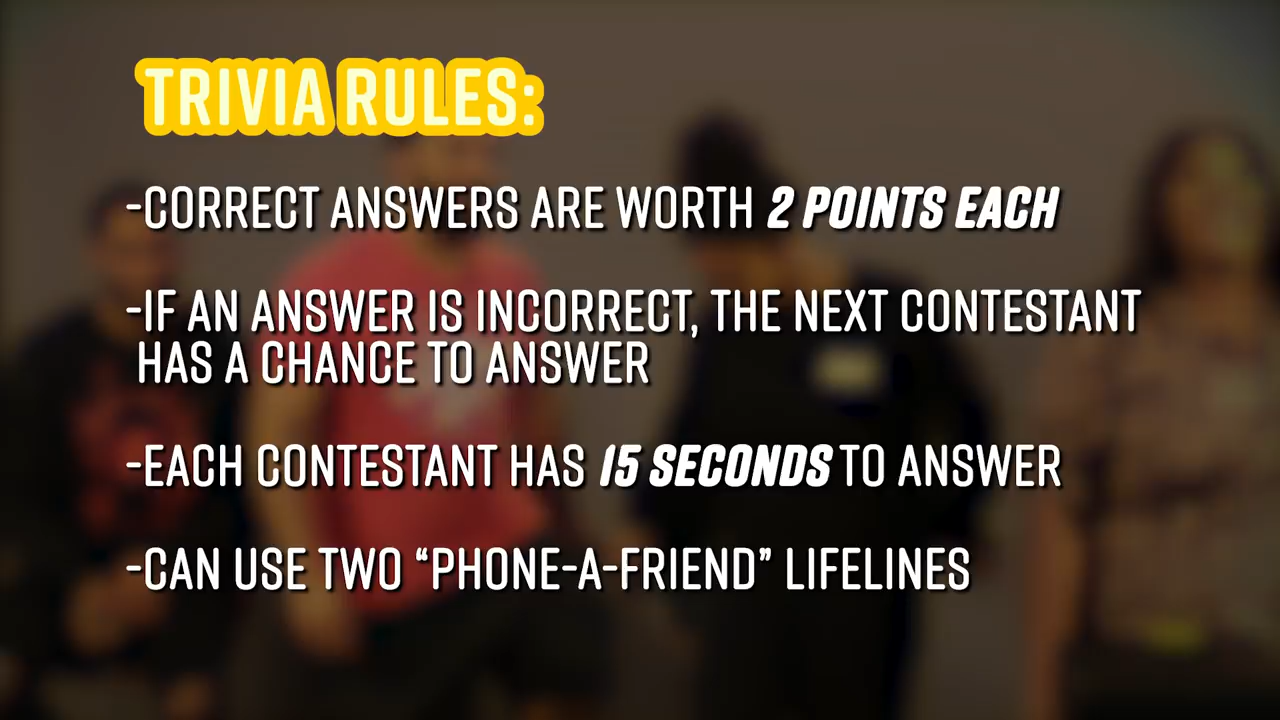 TRIVIA RULES:
-CORRECT ANSWERS ARE WORTH 2 POINTS EACH
-IF AN ANSWER IS INCORRECT, THE NEXT CONTESTANT
HAS A CHANCE TO ANSWER
-EACH CONTESTANT HAS 15 SECONDS TO ANSWER
-CAN USE TWO “PHONE-A-FRIEND” LIFELINES